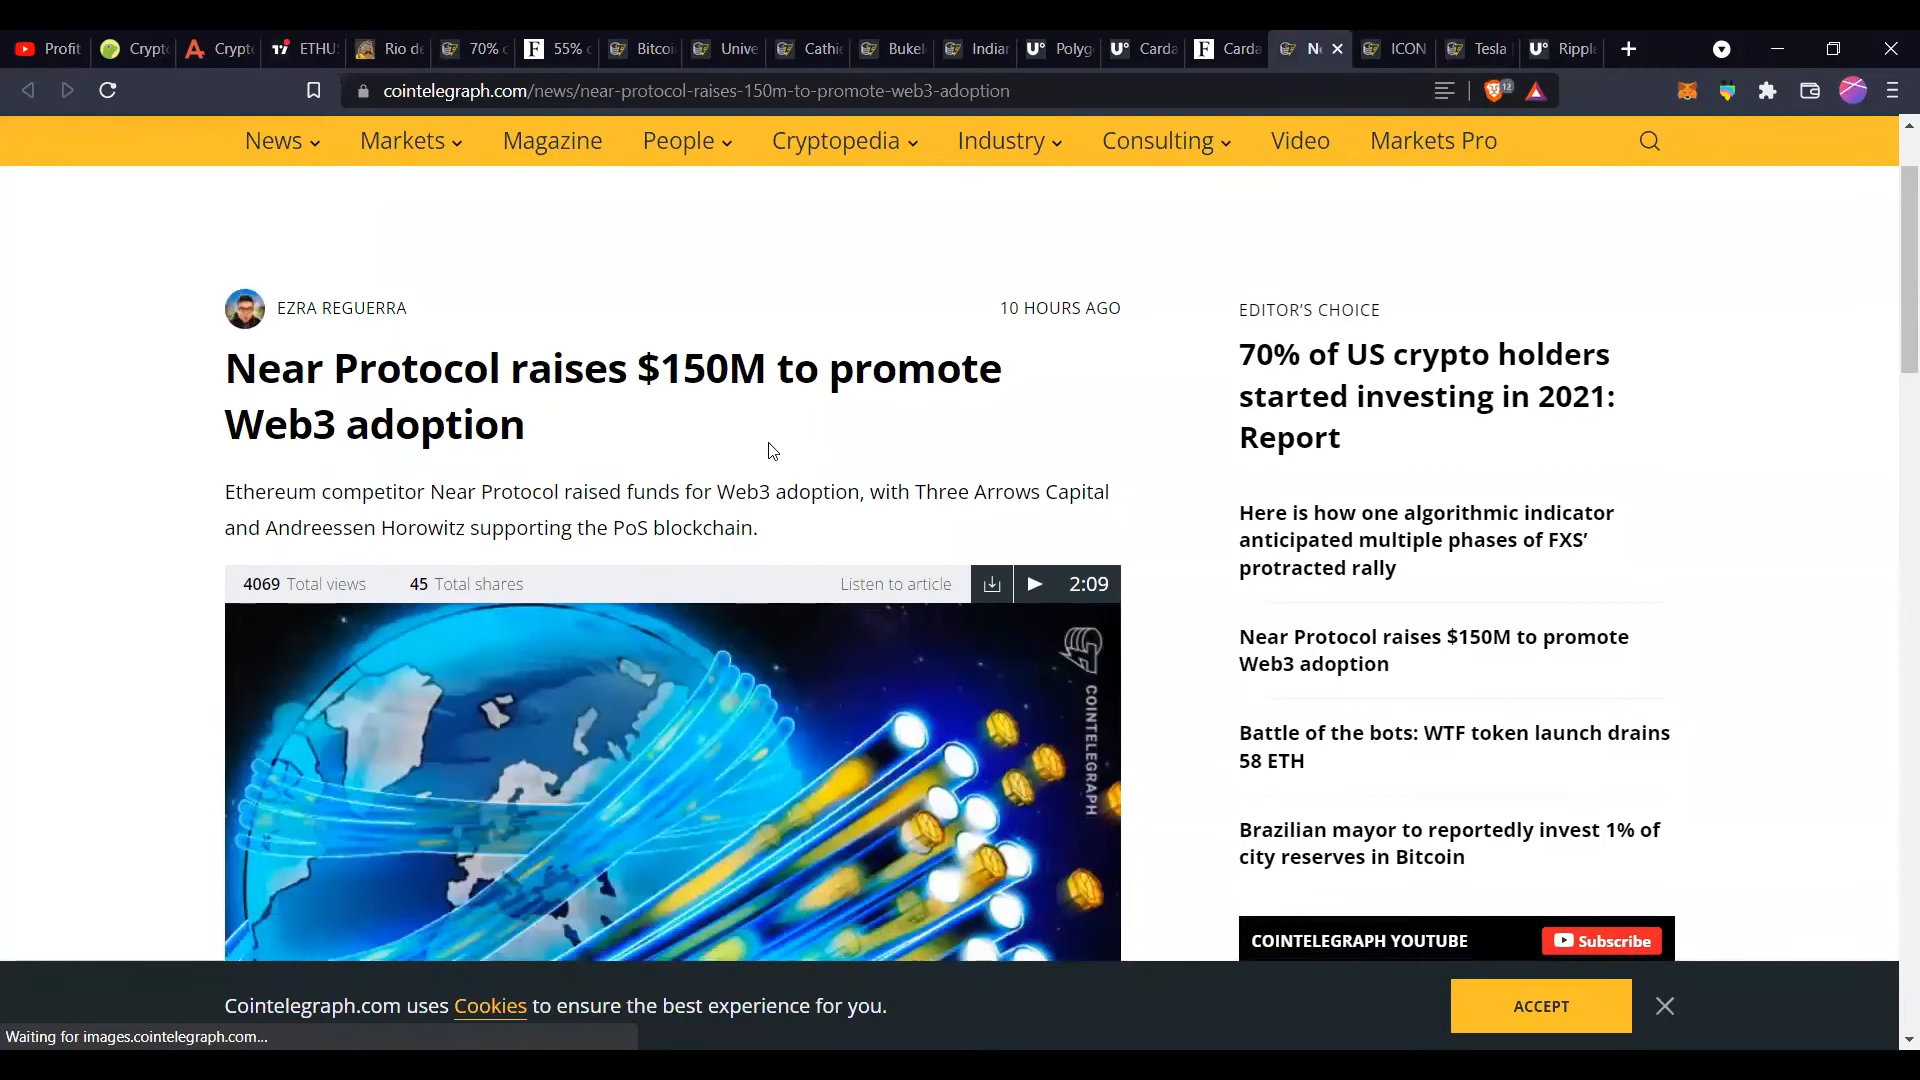 Profit
Crypt
Crypt
ETHU
Rio de
70% c
55% c
Bitcoi
Unive
Cathi
Bukel
Indian
Polyg
Carda
Carda
Ne
ICON
Tesla
Ripple
cointelegraph.com/news/near-protocol-raises-150m-to-promote-web3-adoption
12
News
Markets
Magazine
People
Cryptopedia
Industry
Consulting
Video
Markets Pro
EZRA REGUERRA
10 HOURS AGO
Near Protocol raises $150M to promote
Web3 adoption
Ethereum competitor Near Protocol raised funds for Web3 adoption, with Three Arrows Capital
and Andreessen Horowitz supporting the PoS blockchain.
4069 Total views
45 Total shares
Listen to article
2:09
COINTELEGRAPH
EDITOR'S CHOICE
70% of US crypto holders
started investing in 2021:
Report
Here is how one algorithmic indicator
anticipated multiple phases of FXS’
protracted rally
Near Protocol raises $150M to promote
Web3 adoption
Battle of the bots: WTF token launch drains
58 ETH
Brazilian mayor to reportedly invest 1% of
city reserves in Bitcoin
COINTELEGRAPH YOUTUBE
Subscribe
Cointelegraph.com uses Cookies to ensure the best experience for you.
ACCEPT
Waiting for images.cointelegraph.com...